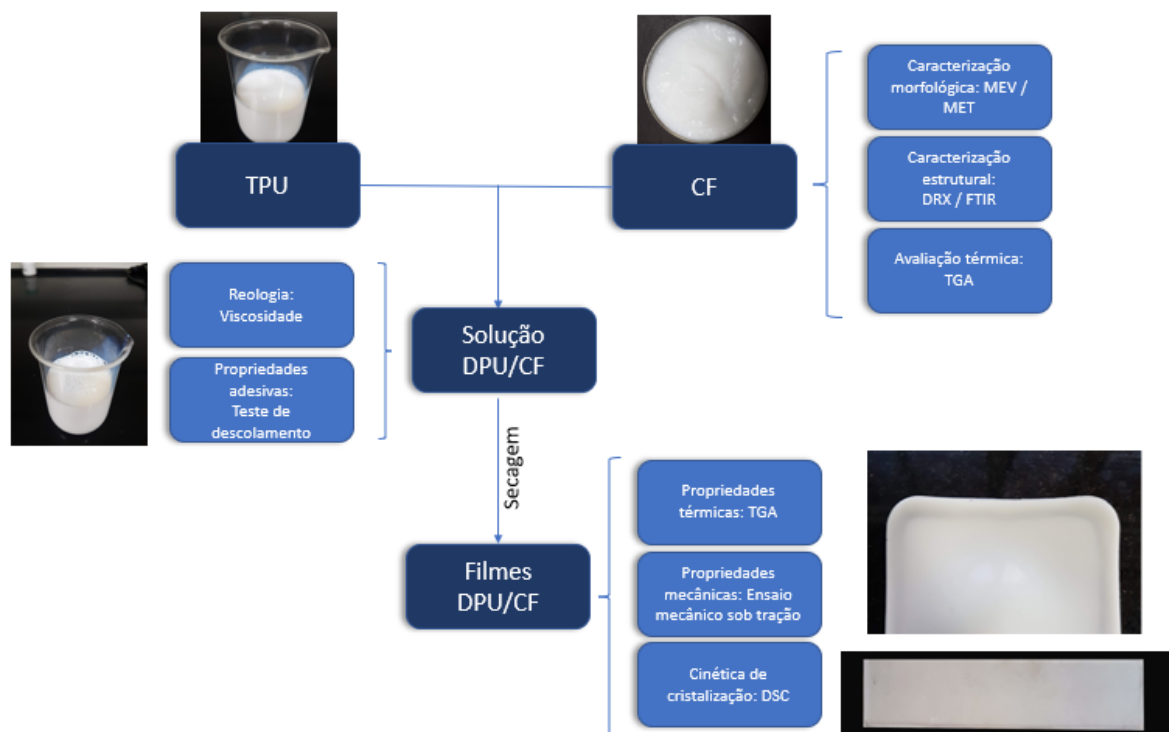 TPU
CF
Caracterização
morfológica: MEV /
MET
Caracterização
estrutural:
DRX / FTIR
Avaliação térmica:
TGA
Reologia:
Viscosidade
Propriedades
adesivas:
Teste de
descolamento
Solução
DPU/CF
Secagem
Filmes
DPU/CF
Propriedades
térmicas: TGA
Propriedades
mecânicas: Ensaio
mecânico sob tração
Cinética de
cristalização: DSC